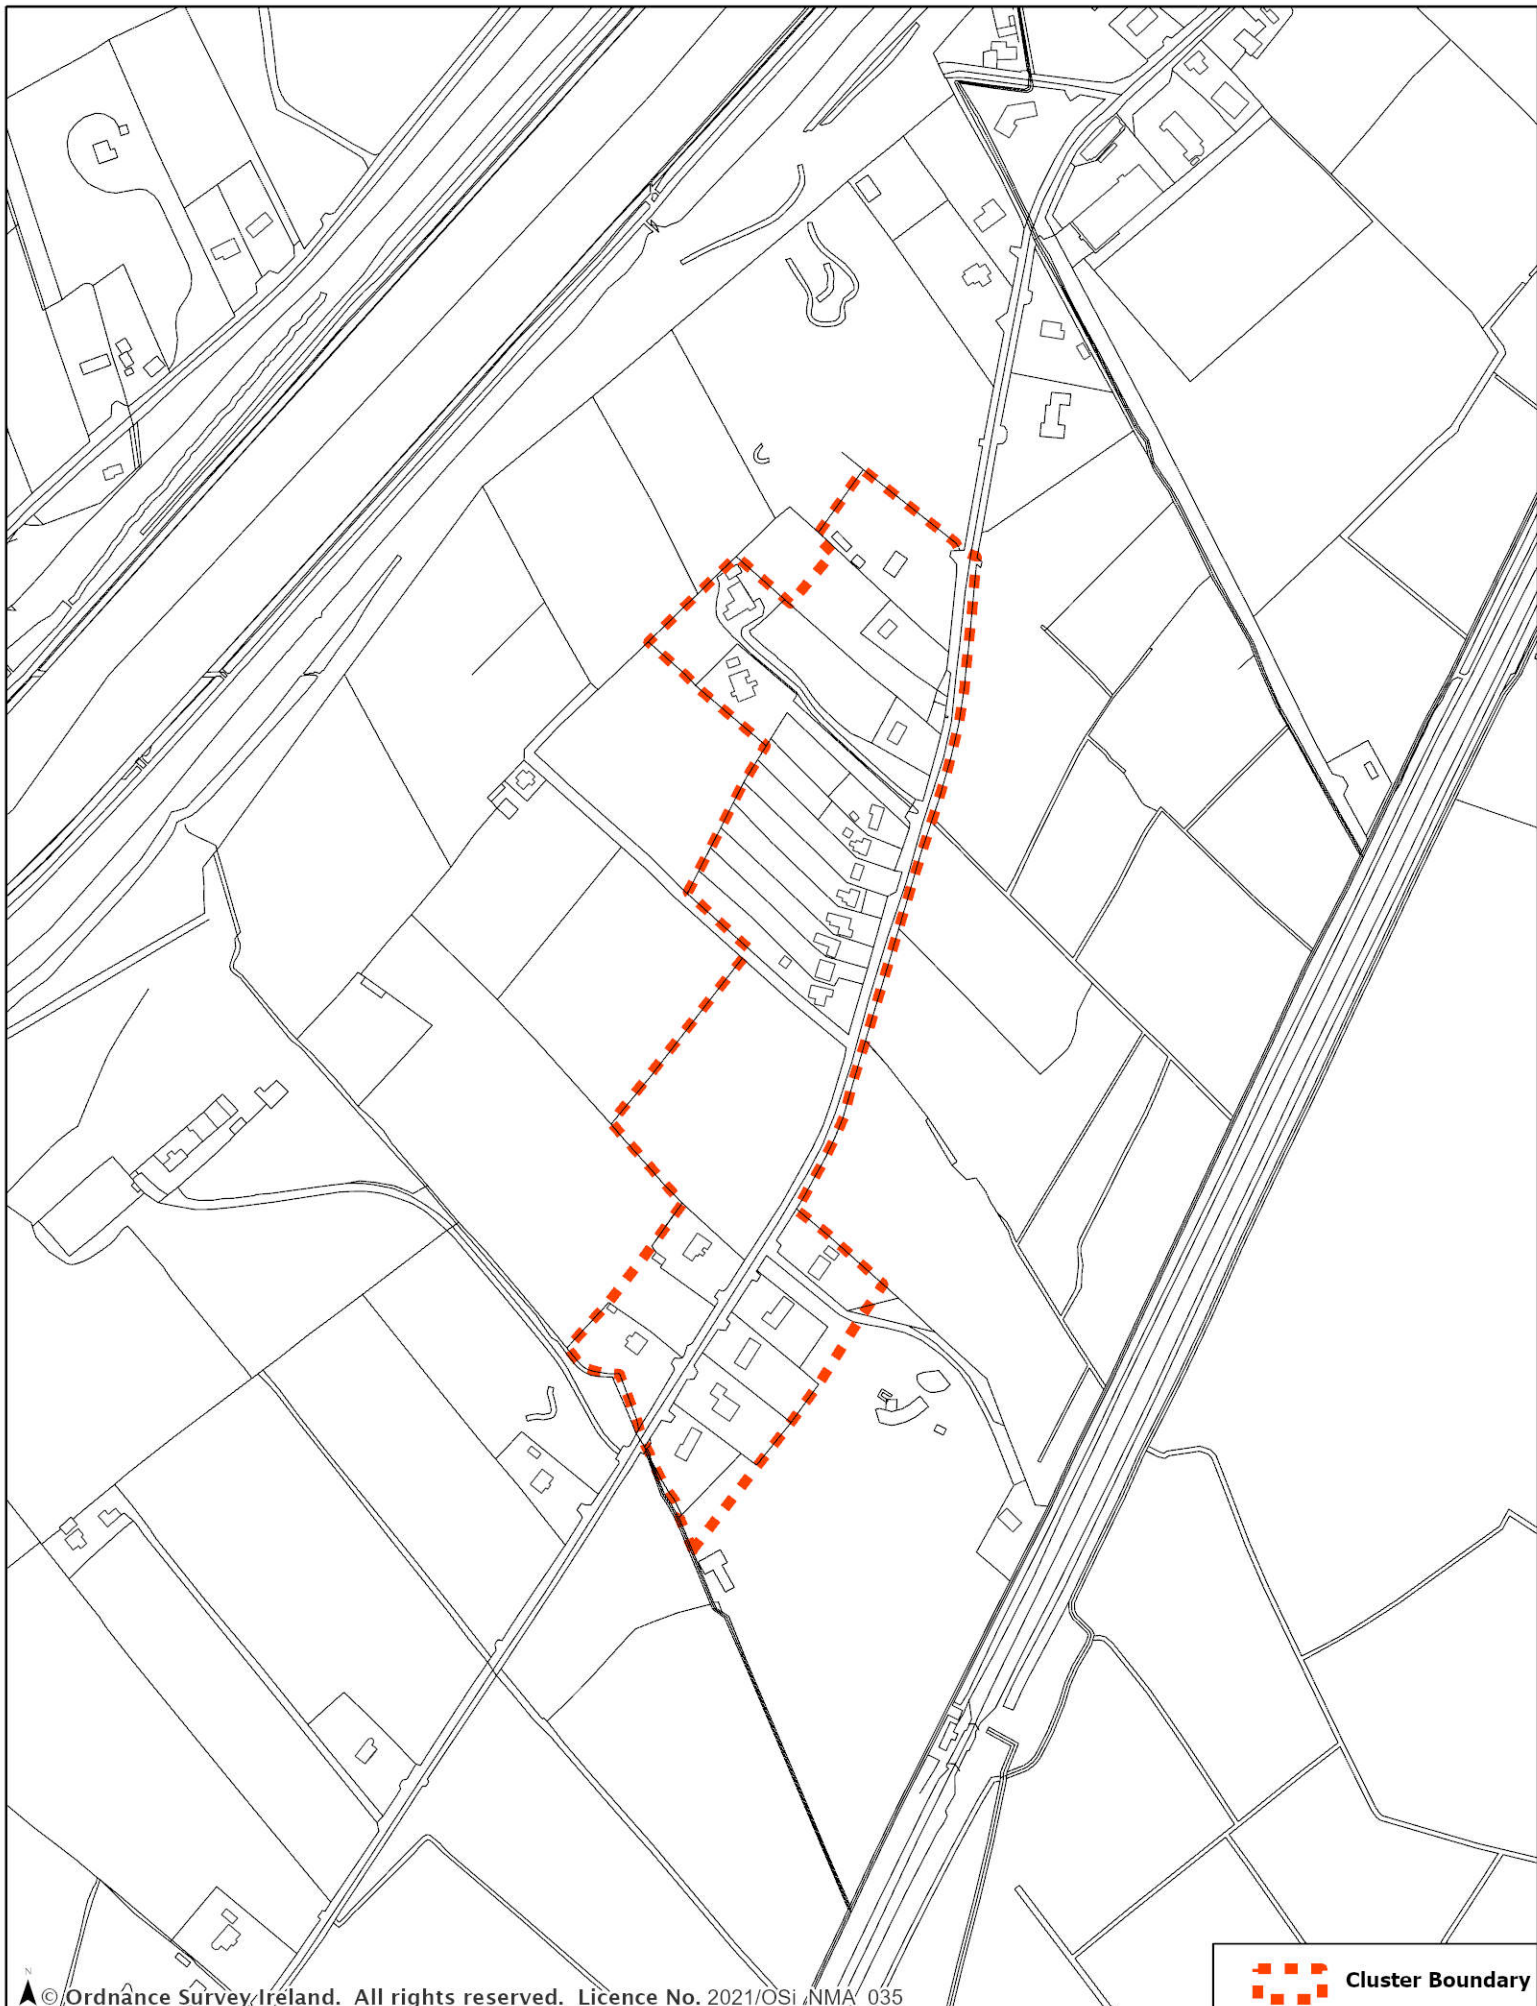 Cluster Boundary
N
© Ordnance Survey Ireland. All rights reserved. Licence No. 2021/OSi_NMA_035